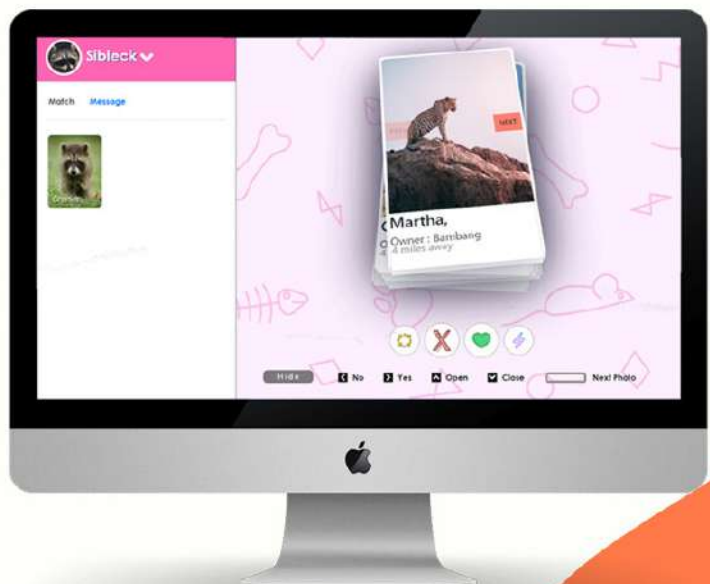 Sibleck
Match Message
NEXT
Martha,
Owner : Bambang
4 miles away
Hide
No
Yes
Open
Close
Next Photo